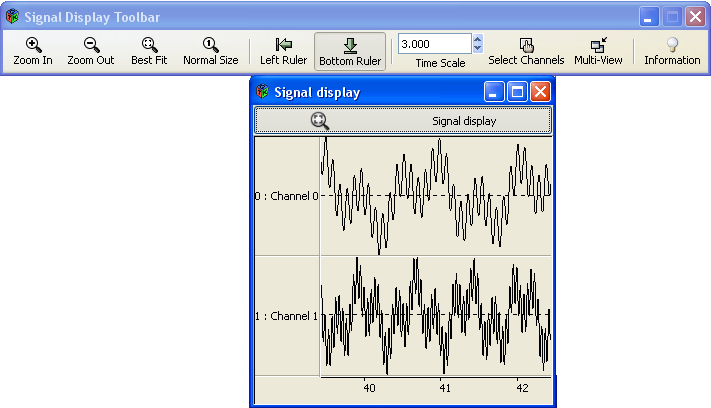 Signal Display Toolbar
Zoom In Zoom Out Best Fit Normal Size Left Ruler Bottom Ruler 3.000 Time Scale Select Channels Multi-View Information
Signal display
Signal display
0 : Channel 0
1 : Channel 1
40 41 42